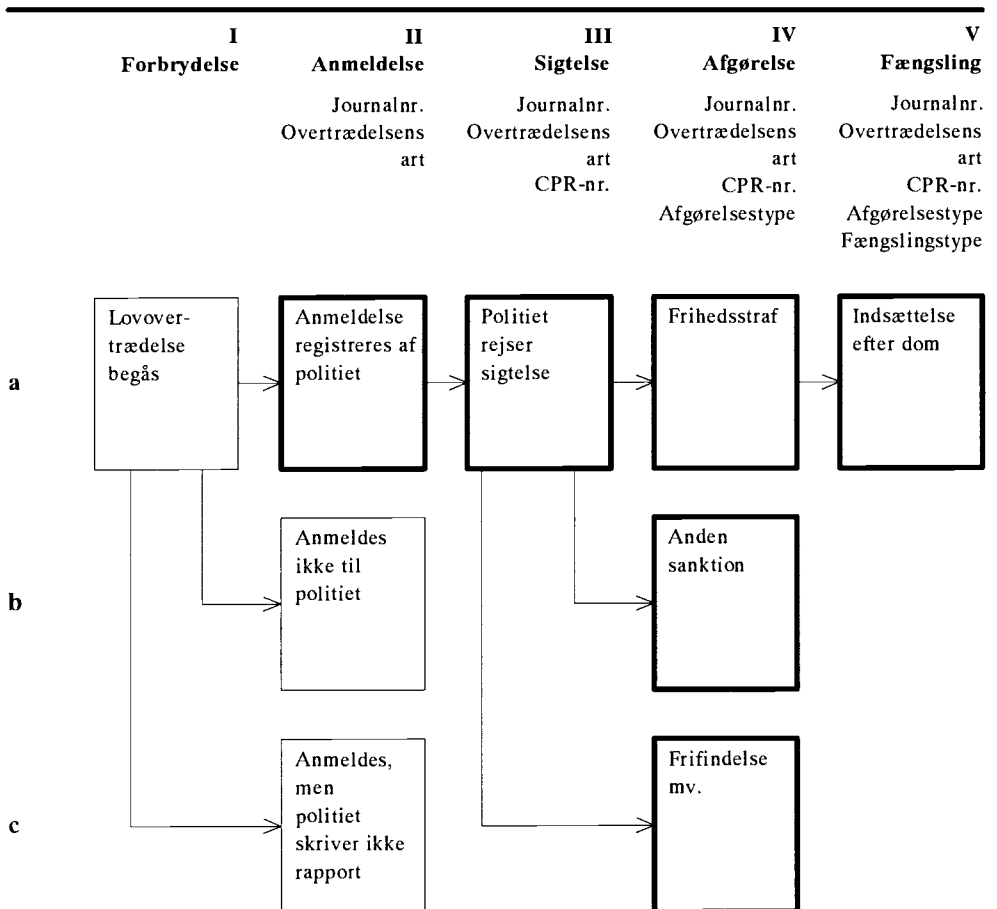 I II III IV V
Forbrydelse Anmeldelse Sigtelse Afgørelse Fængsling
Journalnr. Journalnr. Journalnr. Journalnr.
Overtrædelsens Overtrædelsens Overtrædelsens Overtrædelsens
art art art art
CPR-nr. CPR-nr. CPR-nr.
Afgørelsestype Afgørelsestype
Fængslingstype
a
Lovover-
trædelse
begås
Anmeldelse
registreres af
politiet
Politiet
rejser
sigtelse
Frihedsstraf
Indsættelse
efter dom
b
Anmeldes
ikke til
politiet
Anden
sanktion
c
Anmeldes,
men
politiet
skriver ikke
rapport
Frifindelse
mv.